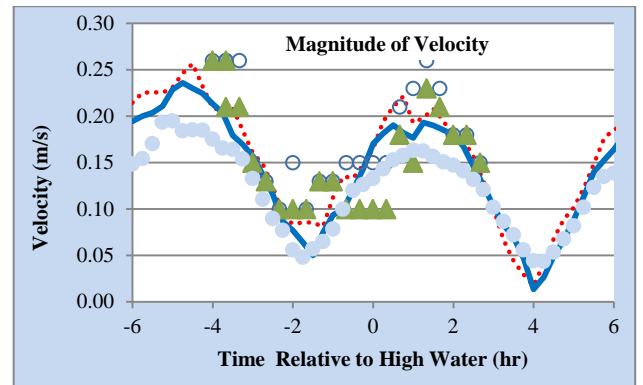 Magnitude of Velocity
Velocity (m/s)
0.30
0.25
0.20
0.15
0.10
0.05
0.00
-6 -4 -2 0 2 4 6
Time Relative to High Water (hr)